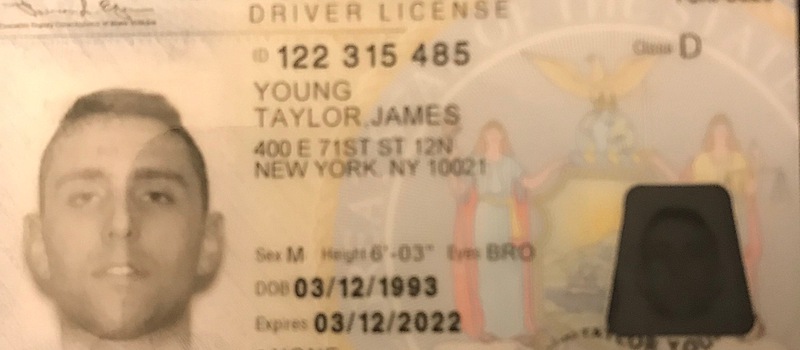 DRIVER LICENSE
ID 122 315 485
Class D
YOUNG
TAYLOR,JAMES
400 E 71ST ST 12N
NEW YORK NY 10021
Sex M Height 6'-03" Eyes BRO
DOB 03/12/1993
Expires 03/12/2022